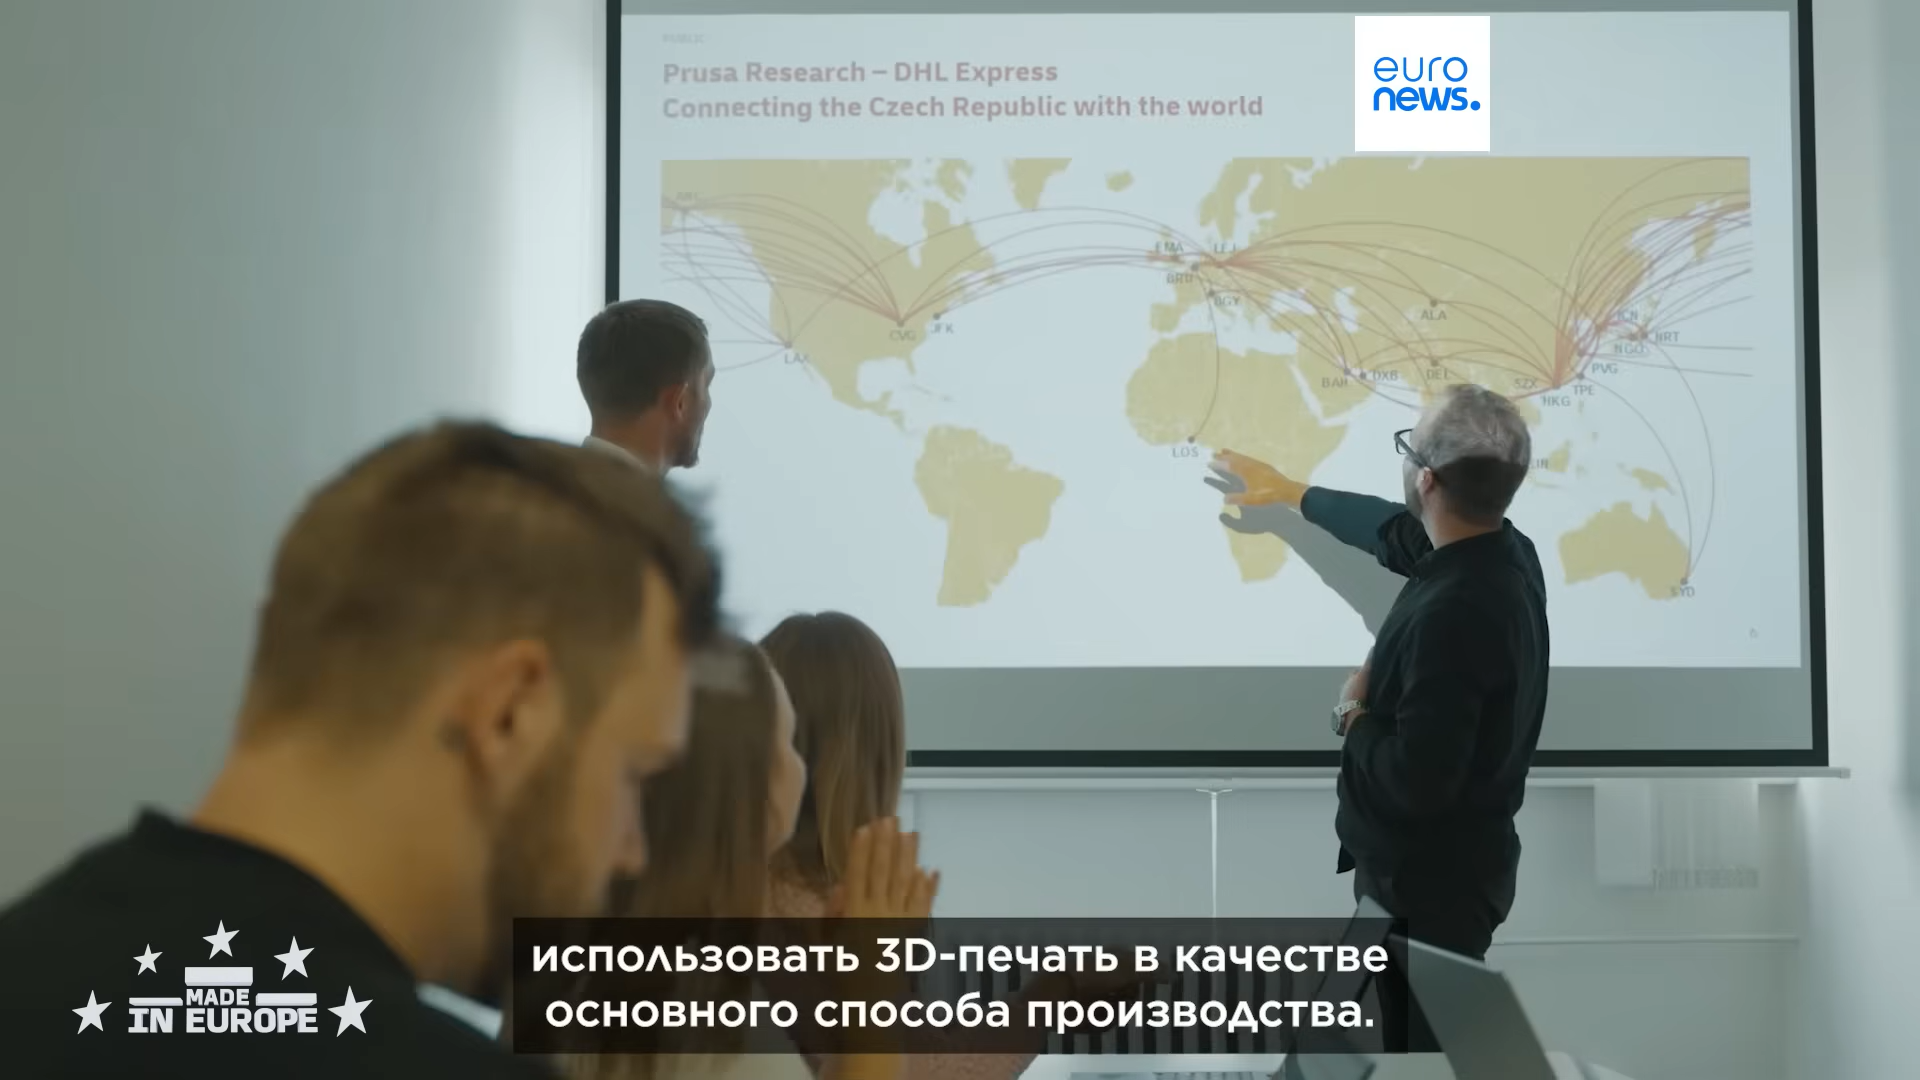 PUBLIC
Prusa Research – DHL Express
Connecting the Czech Republic with the world
euro
news.
EMA
LEJ
BRU
BGY
ALA
ICN
NRT
CVG
JFK
NGO
LAX
PVG
BAH
DXB
DEL
SZX
TPE
HKG
LOS
SIN
SYD
MADE
IN EUROPE
использовать 3D-печать в качестве
основного способа производства.